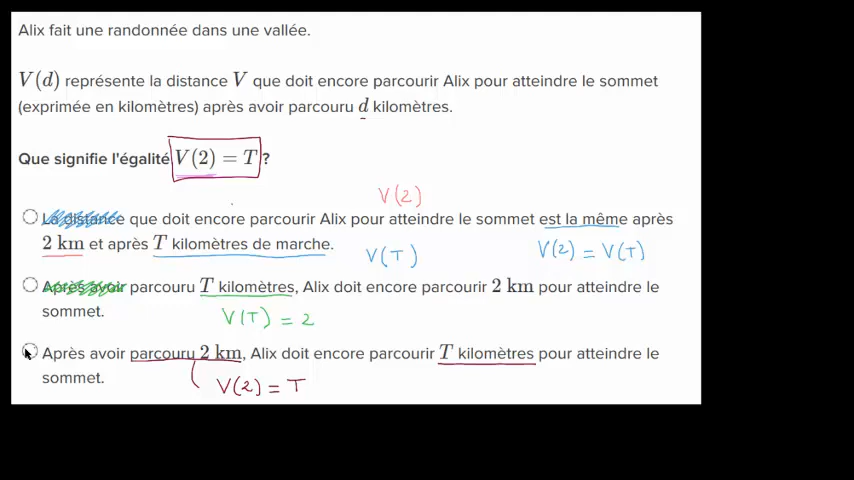 Alix fait une randonnée dans une vallée.
V(d) représente la distance V que doit encore parcourir Alix pour atteindre le sommet
(exprimée en kilomètres) après avoir parcouru d kilomètres.
Que signifie l'égalité V(2) = T ?
V(2)
La distance que doit encore parcourir Alix pour atteindre le sommet est la même après
2 km et après T kilomètres de marche.
V(T)
V(2) = V(T)
Après avoir parcouru T kilomètres, Alix doit encore parcourir 2 km pour atteindre le
sommet.
V(T) = 2
Après avoir parcouru 2 km, Alix doit encore parcourir T kilomètres pour atteindre le
sommet.
V(2) = T